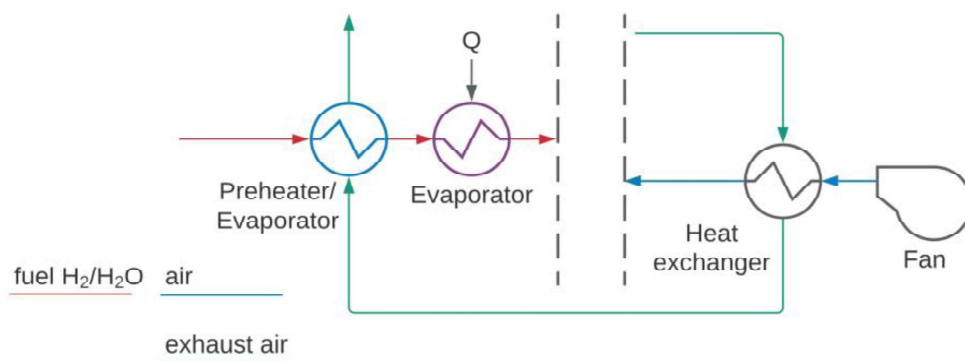 Q
Preheater/
Evaporator
Evaporator
Heat
exchanger
Fan
fuel H₂/H₂O
air
exhaust air